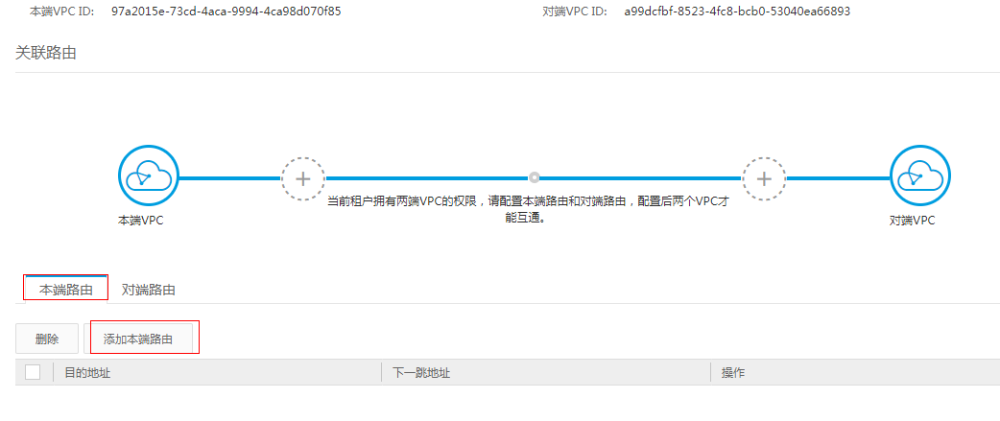 本端VPC ID: 97a2015e-73cd-4aca-9994-4ca98d070f85 对端VPC ID: a99dcfbf-8523-4fc8-bcb0-53040ea66893
关联路由
当前租户拥有两端VPC的权限，请配置本端路由和对端路由，配置后两个VPC才
能互通。
本端VPC 对端VPC
本端路由 对端路由
删除 添加本端路由
目的地址 下一跳地址 操作